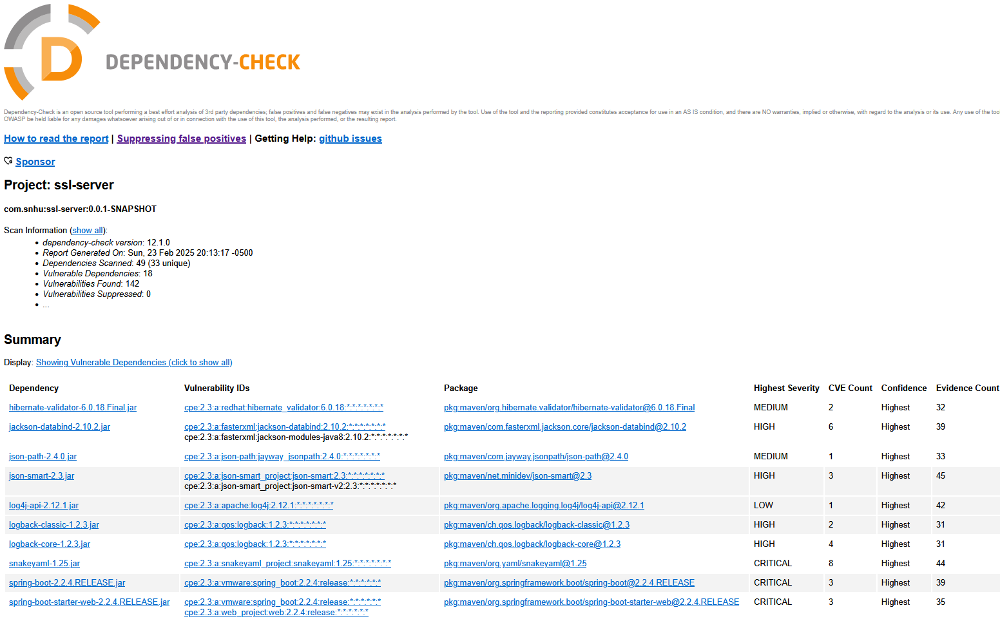 DEPENDENCY-CHECK
Dependency-Check is an open source tool performing a best effort analysis of 3rd party dependencies; false positives and false negatives may exist in the analysis performed by the tool. Use of the tool and the reporting provided constitutes acceptance for use in an AS IS condition, and there are NO warranties, implied or otherwise, with regard to the analysis or its use. Any use of the too
OWASP be held liable for any damages whatsoever arising out of or in connection with the use of this tool, the analysis performed, or the resulting report.
How to read the report | Suppressing false positives | Getting Help: github issues
Sponsor
Project: ssl-server
com.snhu:ssl-server:0.0.1-SNAPSHOT
Scan Information (show all):
• dependency-check version: 12.1.0
• Report Generated On: Sun, 23 Feb 2025 20:13:17 -0500
• Dependencies Scanned: 49 (33 unique)
• Vulnerable Dependencies: 18
• Vulnerabilities Found: 142
• Vulnerabilities Suppressed: 0
• ...
Summary
Display: Showing Vulnerable Dependencies (click to show all)
Dependency Vulnerability IDs Package Highest Severity CVE Count Confidence Evidence Count
hibernate-validator-6.0.18.Final.jar cpe:2.3:a:redhat:hibernate_validator:6.0.18:*:*:*:*:*:*:* pkg:maven/org.hibernate.validator/hibernate-validator@6.0.18.Final MEDIUM 2 Highest 32
jackson-databind-2.10.2.jar cpe:2.3:a:fasterxml:jackson-databind:2.10.2:*:*:*:*:*:*:* pkg:maven/com.fasterxml.jackson.core/jackson-databind@2.10.2 HIGH 6 Highest 39
cpe:2.3:a:fasterxml:jackson-modules-java8:2.10.2:*:*:*:*:*:*:*
json-path-2.4.0.jar cpe:2.3:a:json-path:jayway_jsonpath:2.4.0:*:*:*:*:*:*:* pkg:maven/com.jayway.jsonpath/json-path@2.4.0 MEDIUM 1 Highest 33
json-smart-2.3.jar cpe:2.3:a:json-smart_project:json-smart:2.3:*:*:*:*:*:*:* pkg:maven/net.minidev/json-smart@2.3 HIGH 3 Highest 45
cpe:2.3:a:json-smart_project:json-smart-v2:2.3:*:*:*:*:*:*:*
log4j-api-2.12.1.jar cpe:2.3:a:apache:log4j:2.12.1:*:*:*:*:*:*:* pkg:maven/org.apache.logging.log4j/log4j-api@2.12.1 LOW 1 Highest 42
logback-classic-1.2.3.jar cpe:2.3:a:qos:logback:1.2.3:*:*:*:*:*:*:* pkg:maven/ch.qos.logback/logback-classic@1.2.3 HIGH 2 Highest 31
logback-core-1.2.3.jar cpe:2.3:a:qos:logback:1.2.3:*:*:*:*:*:*:* pkg:maven/ch.qos.logback/logback-core@1.2.3 HIGH 4 Highest 31
snakeyaml-1.25.jar cpe:2.3:a:snakeyaml_project:snakeyaml:1.25:*:*:*:*:*:*:* pkg:maven/org.yaml/snakeyaml@1.25 CRITICAL 8 Highest 44
spring-boot-2.2.4.RELEASE.jar cpe:2.3:a:vmware:spring_boot:2.2.4:release:*:*:*:*:*:* pkg:maven/org.springframework.boot/spring-boot@2.2.4.RELEASE CRITICAL 3 Highest 39
spring-boot-starter-web-2.2.4.RELEASE.jar cpe:2.3:a:vmware:spring_boot:2.2.4:release:*:*:*:*:*:* pkg:maven/org.springframework.boot/spring-boot-starter-web@2.2.4.RELEASE CRITICAL 3 Highest 35
cpe:2.3:a:web_project:web:2.2.4:release:*:*:*:*:*:*